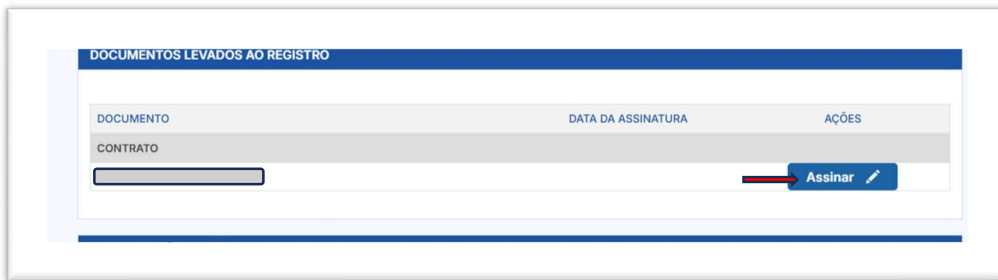 DOCUMENTOS LEVADOS AO REGISTRO
DOCUMENTO DATA DA ASSINATURA AÇÕES
CONTRATO
Assinar